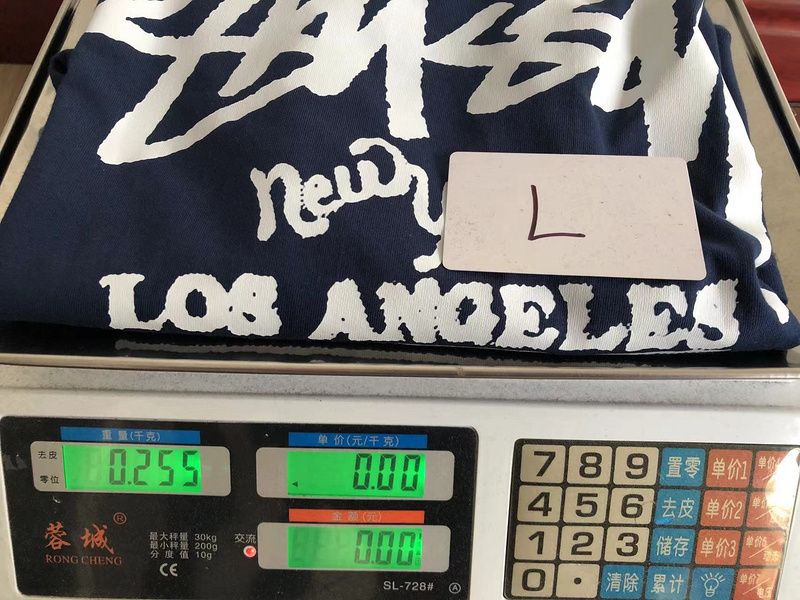 Stussy
New Y
L
LOS ANGELES
重量(千克)
单价(元/千克)
去皮
零位
0.255
0.00
金额(元)
0.00
蓉城®
RONG CHENG
最大秤量 30kg
最小秤量 200g
分度值 10g
CE
交流
SL-728# A
7 8 9 置零 单价1
4 5 6 去皮 单价2
1 2 3 储存 单价3
0 . 清除 累计